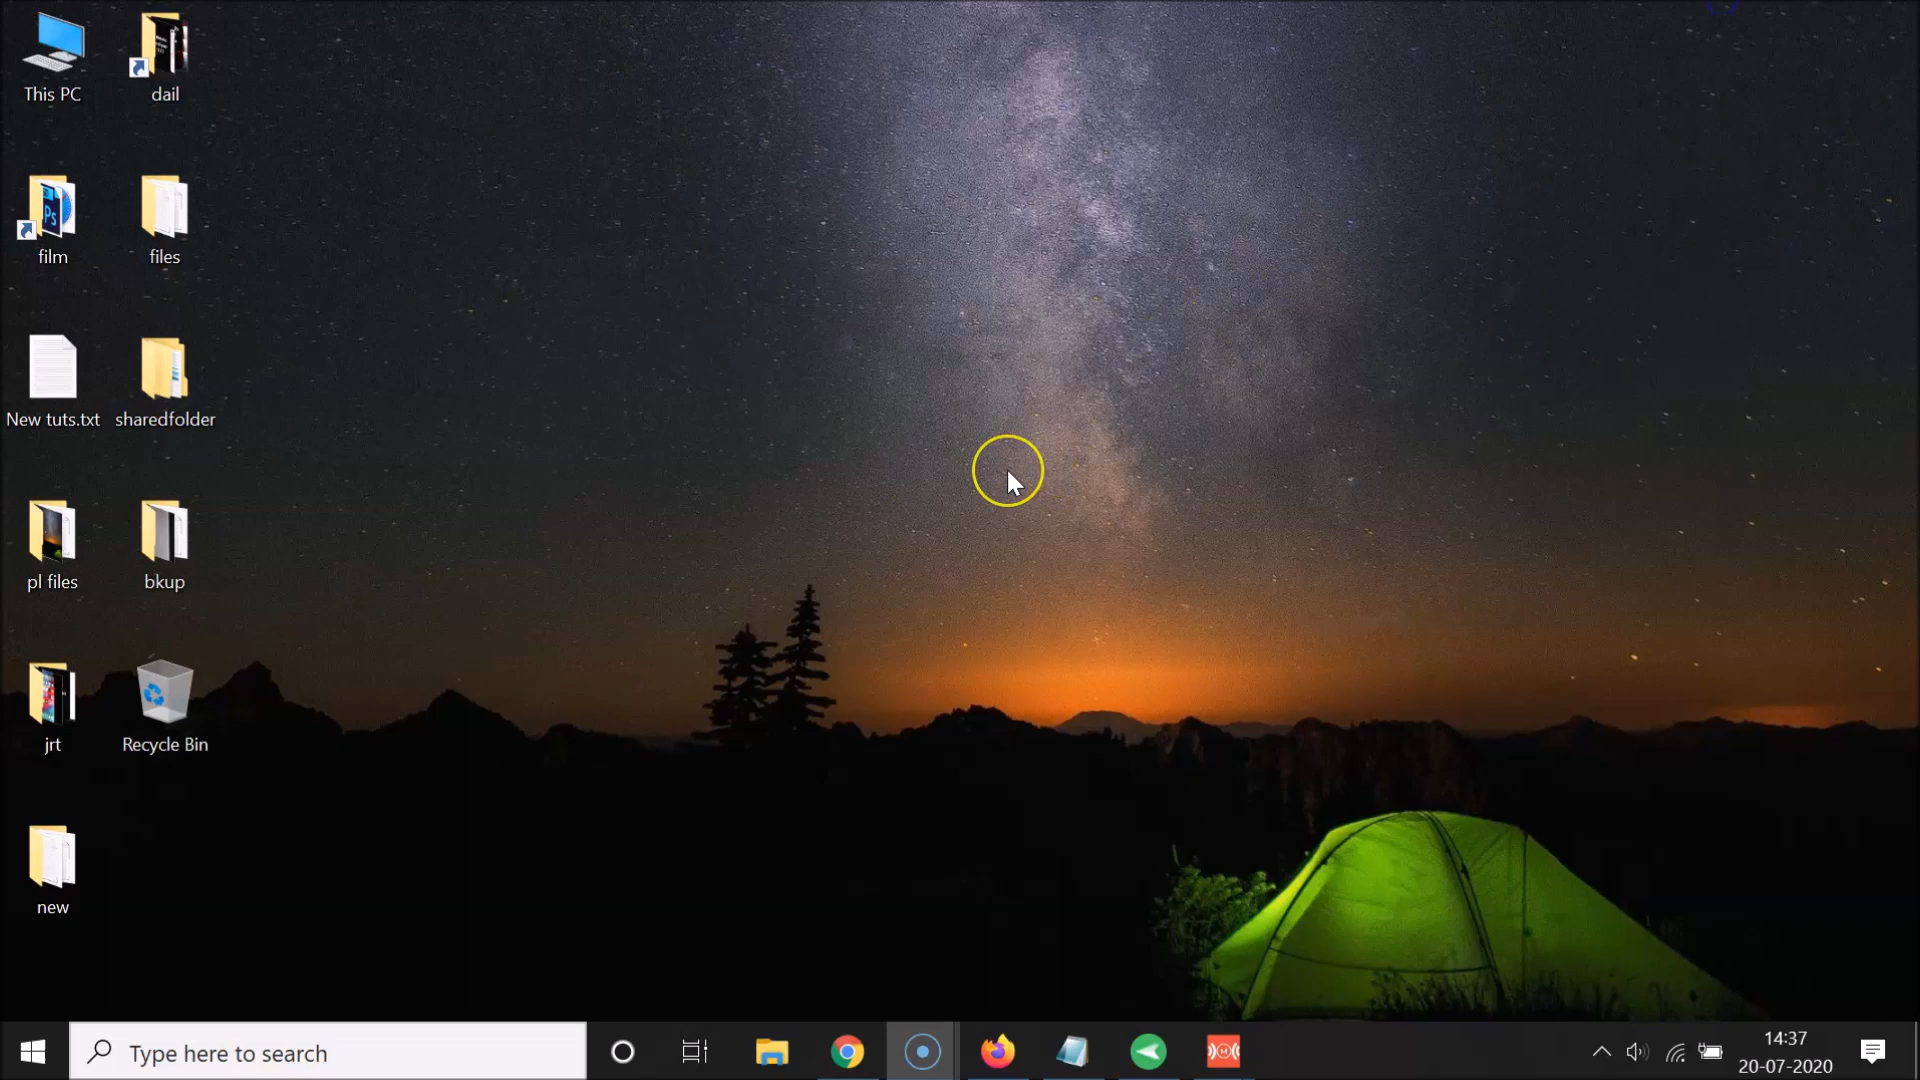 This PC
dail
film
files
New tuts.txt
sharedfolder
pl files
bkup
jrt
Recycle Bin
new
Type here to search
14:37
20-07-2020